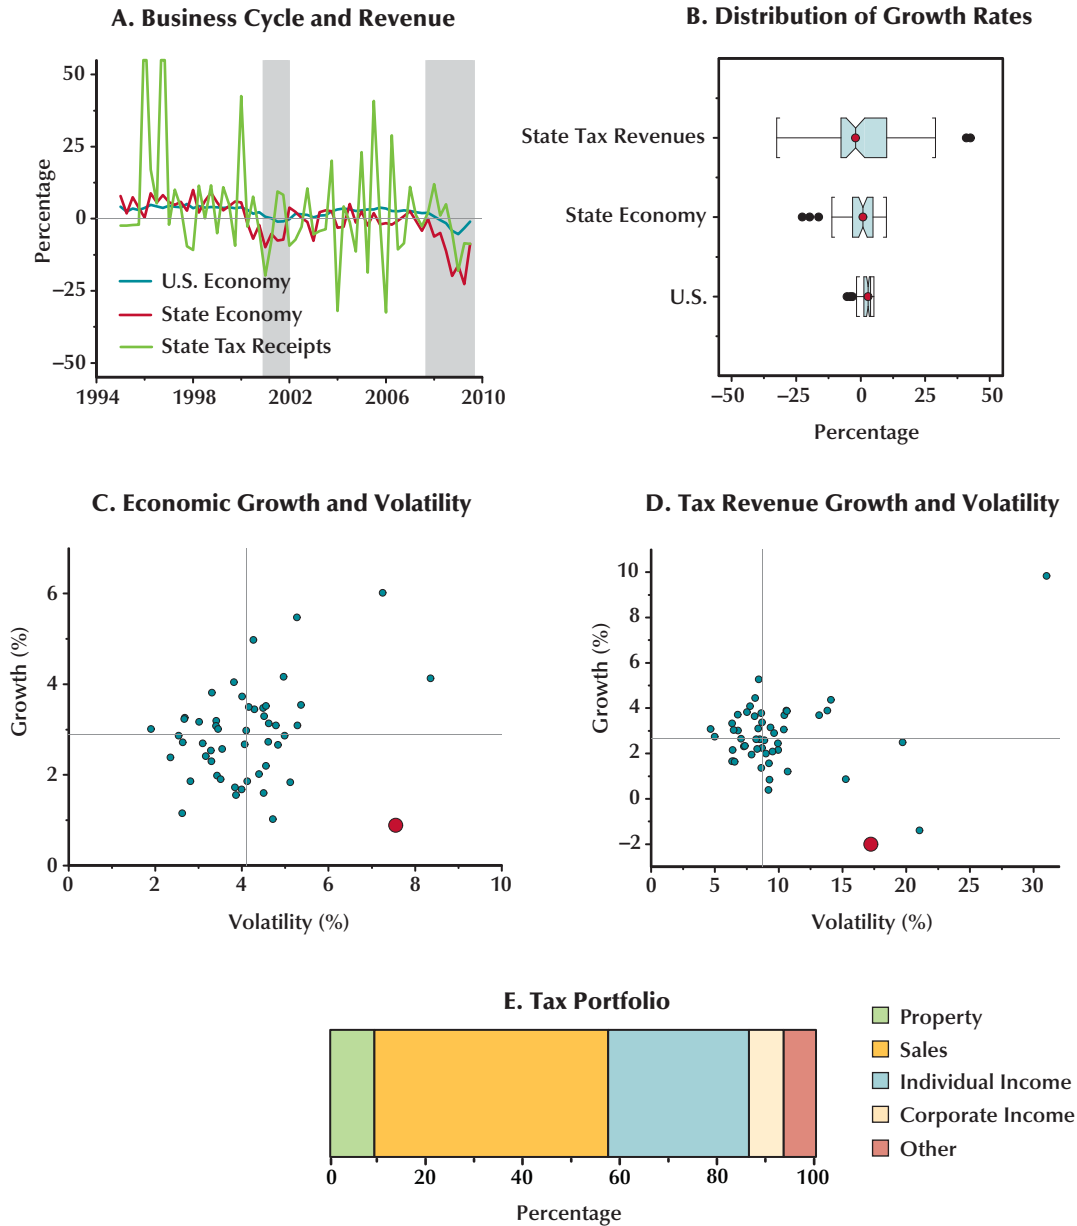 A. Business Cycle and Revenue
50
25
0
−25
−50
Percentage
U.S. Economy
State Economy
State Tax Receipts
1994 1998 2002 2006 2010
B. Distribution of Growth Rates
State Tax Revenues
State Economy
U.S.
−50 −25 0 25 50
Percentage
C. Economic Growth and Volatility
6
4
2
0
Growth (%)
0 2 4 6 8 10
Volatility (%)
D. Tax Revenue Growth and Volatility
10
8
6
4
2
0
−2
Growth (%)
0 5 10 15 20 25 30
Volatility (%)
E. Tax Portfolio
0 20 40 60 80 100
Percentage
Property
Sales
Individual Income
Corporate Income
Other